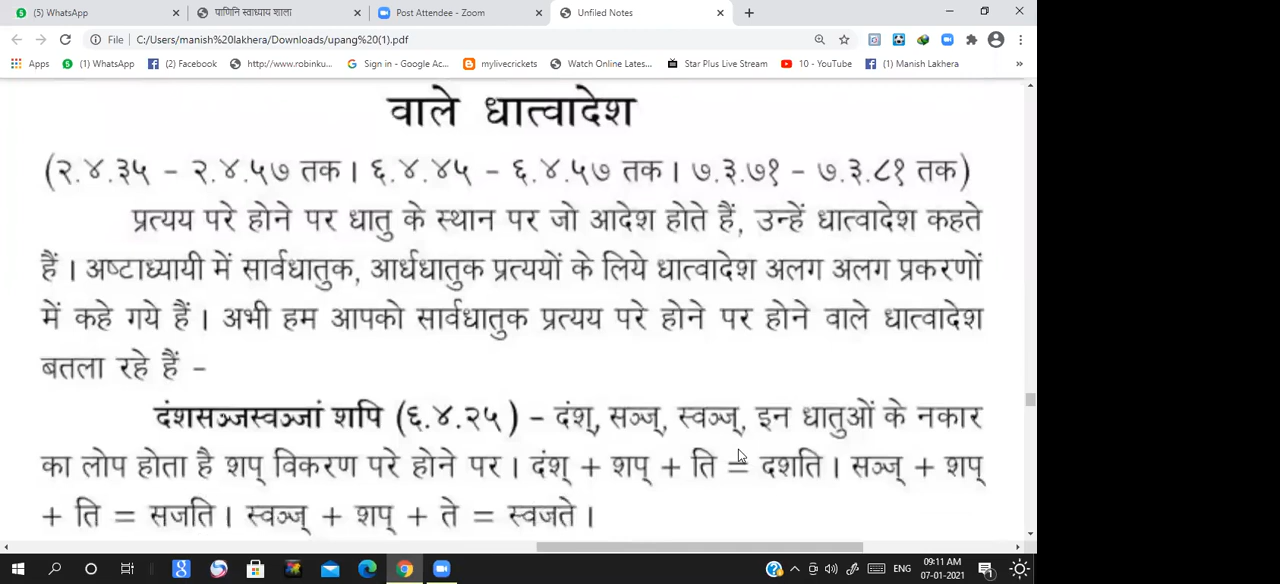 (5) WhatsApp
पाणिनि स्वाध्याय शाला
Post Attendee - Zoom
Unfiled Notes
File
C:/Users/manish%20lakhera/Downloads/upang%20(1).pdf
Apps
(1) WhatsApp
(2) Facebook
http://www.robinku...
Sign in - Google Ac...
mylivecrickets
Watch Online Lates...
Star Plus Live Stream
10 - YouTube
(1) Manish Lakhera
»
वाले धात्वादेश
(२.४.३५ - २.४.५७ तक। ६.४.४५ - ६.४.५७ तक। ७.३.७१ - ७.३.८१ तक)
प्रत्यय परे होने पर धातु के स्थान पर जो आदेश होते हैं, उन्हें धात्वादेश कहते
हैं। अष्टाध्यायी में सार्वधातुक, आर्धधातुक प्रत्ययों के लिये धात्वादेश अलग अलग प्रकरणों
में कहे गये हैं। अभी हम आपको सार्वधातुक प्रत्यय परे होने पर होने वाले धात्वादेश
बतला रहे हैं -
दंशसञ्जस्वञ्जां शपि (६.४.२५) - दंश्, सञ्ज्, स्वञ्ज्, इन धातुओं के नकार
का लोप होता है शप् विकरण परे होने पर। दंश् + शप् + ति = दशति। सञ्ज् + शप्
+ ति = सजति। स्वञ्ज् + शप् + ते = स्वजते।
ENG
09:11 AM
07-01-2021